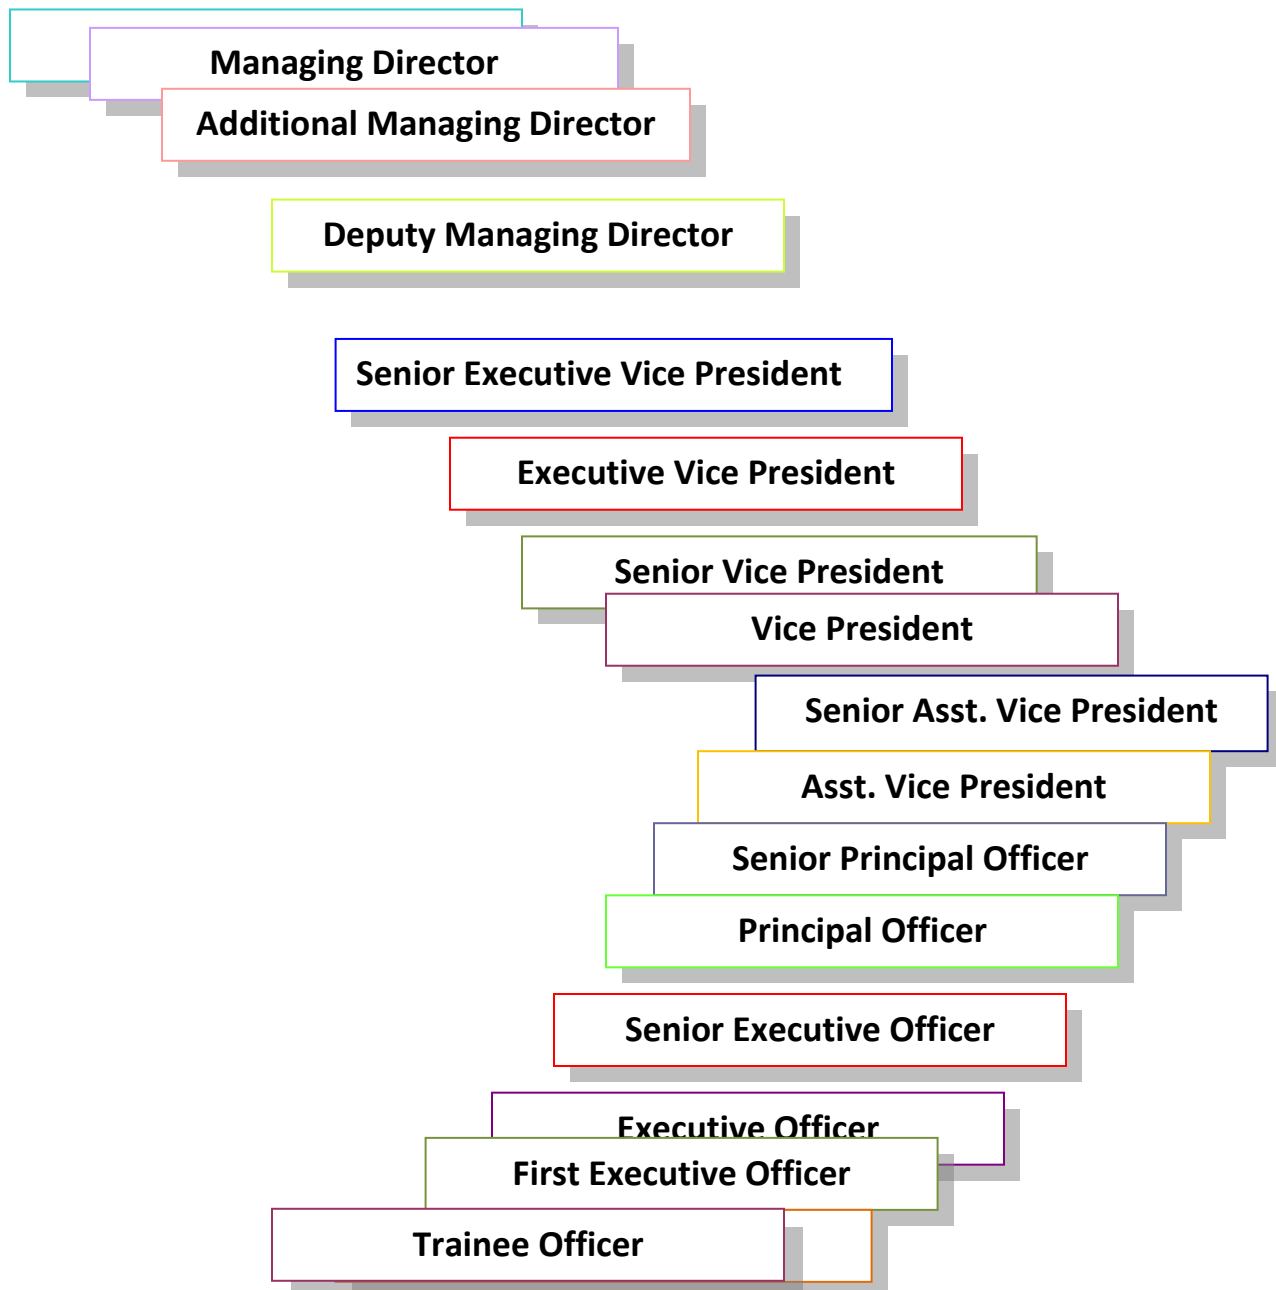 Managing Director
Additional Managing Director
Deputy Managing Director
Senior Executive Vice President
Executive Vice President
Senior Vice President
Vice President
Senior Asst. Vice President
Asst. Vice President
Senior Principal Officer
Principal Officer
Senior Executive Officer
Executive Officer
First Executive Officer
Trainee Officer